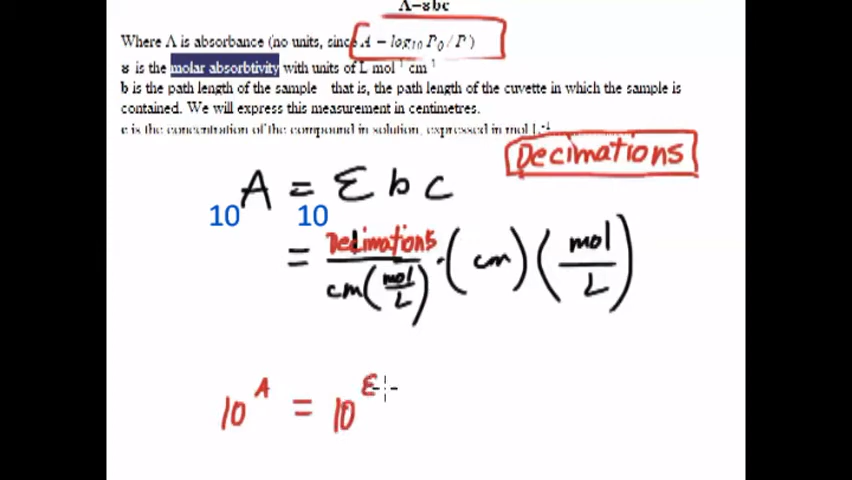 A=εbc
Where A is absorbance (no units, since A = log₁₀ P₀ / P )
ε is the molar absorbtivity with units of L mol⁻¹ cm⁻¹
b is the path length of the sample - that is, the path length of the cuvette in which the sample is
contained. We will express this measurement in centimetres.
c is the concentration of the compound in solution, expressed in mol L⁻¹
Decimations
A = Ɛ b c
10 10
= Decimations / cm(mol/L) · (cm) (mol/L)
10^A = 10^ε